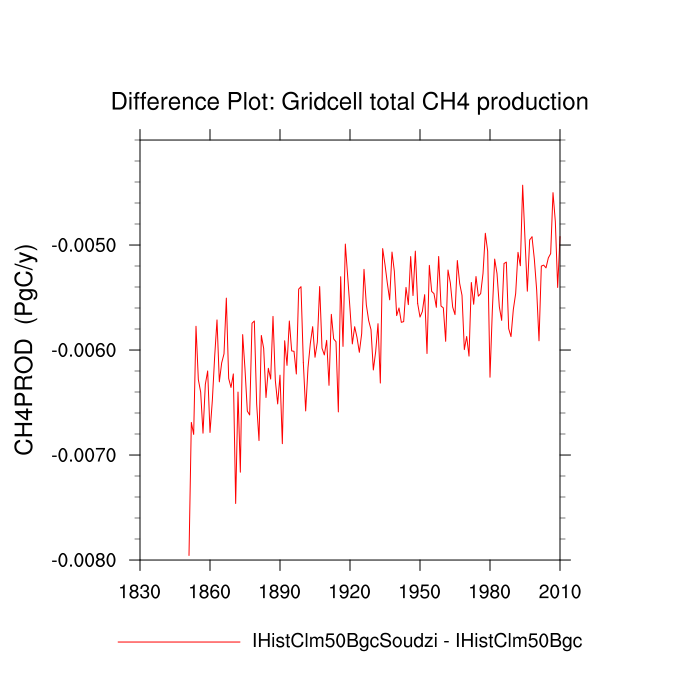 Difference Plot: Gridcell total CH4 production
CH4PROD (PgC/y)
-0.0050
-0.0060
-0.0070
-0.0080
1830 1860 1890 1920 1950 1980 2010
IHistClm50BgcSoudzi - IHistClm50Bgc